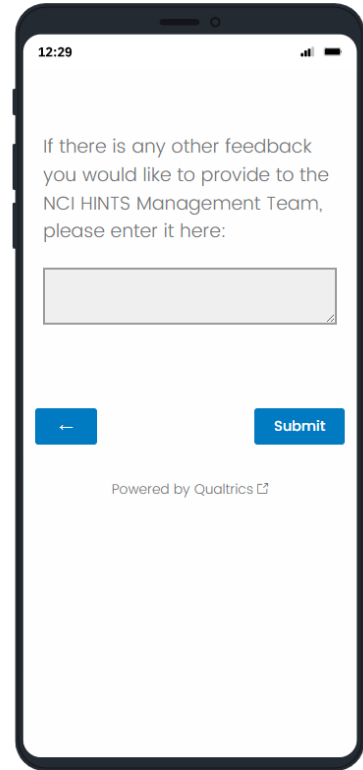 12:29
If there is any other feedback
you would like to provide to the
NCI HINTS Management Team,
please enter it here:
← Submit
Powered by Qualtrics